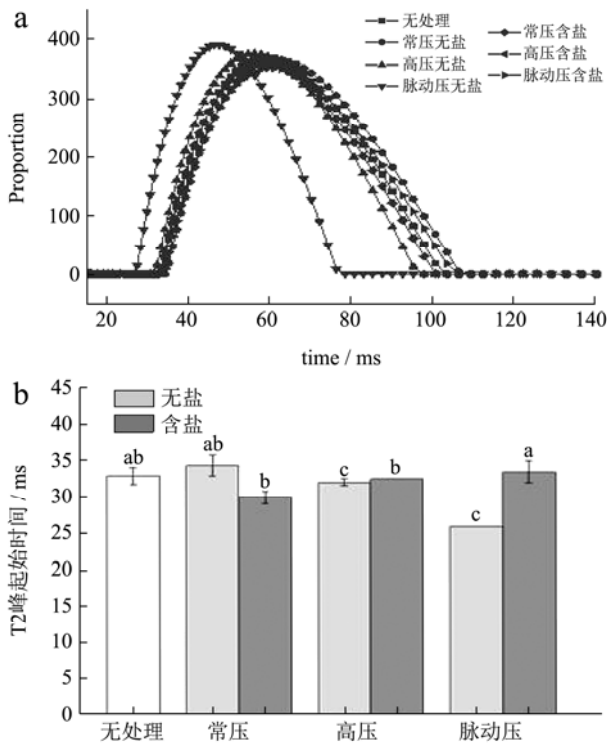 a
无处理
常压无盐
高压无盐
脉动压无盐
常压含盐
高压含盐
脉动压含盐
Proportion
400
300
200
100
0
20 40 60 80 100 120 140
time / ms
b
无盐
含盐
T2峰起始时间 / ms
45
40
35
30
25
20
15
10
5
0
ab
ab
b
c
b
c
a
无处理 常压 高压 脉动压